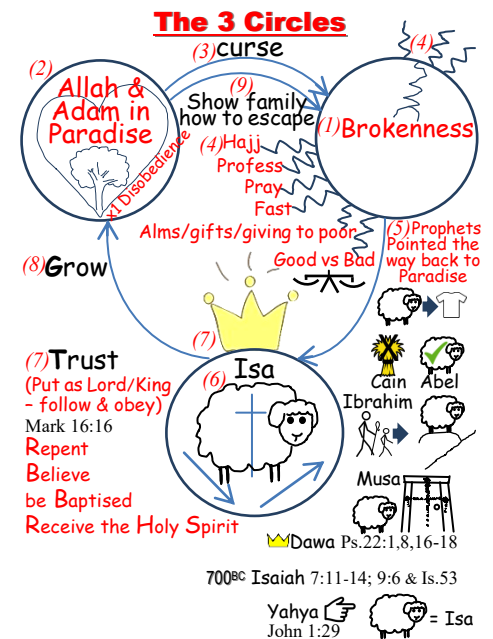 The 3 Circles
(3)curse
(4)
(2)
Allah &
Adam in
Paradise
x1 Disobedience
(9)
Show family
how to escape
(1)Brokenness
(4)Hajj
Profess
Pray
Fast
Alms/gifts/giving to poor
Good vs Bad
(5)Prophets
Pointed the
way back to
Paradise
(8)Grow
Cain Abel
Ibrahim
(7)
(6)
Isa
(7)Trust
(Put as Lord/King
– follow & obey)
Mark 16:16
Repent
Believe
be Baptised
Receive the Holy Spirit
Musa
Dawa Ps.22:1,8,16-18
700BC Isaiah 7:11-14; 9:6 & Is.53
Yahya = Isa
John 1:29